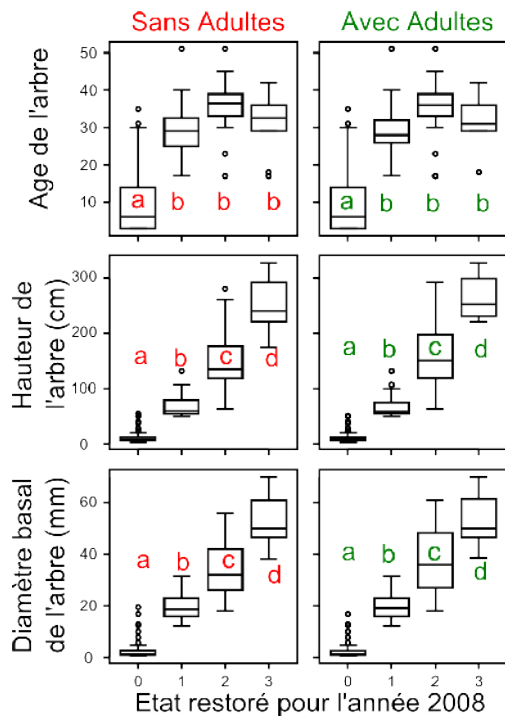 Sans Adultes
Avec Adultes
Age de l'arbre
50
40
30
20
10
a b b b
a b b b
Hauteur de
l'arbre (cm)
300
200
100
0
a b c d
a b c d
Diamètre basal
de l'arbre (mm)
60
40
20
0
a b c d
a b c d
0 1 2 3
0 1 2 3
Etat restoré pour l'année 2008